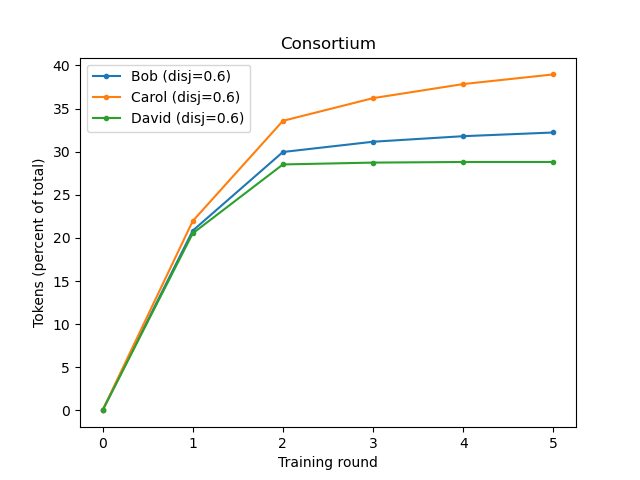 Consortium
Bob (disj=0.6)
Carol (disj=0.6)
David (disj=0.6)
Tokens (percent of total)
40
35
30
25
20
15
10
5
0
0 1 2 3 4 5
Training round